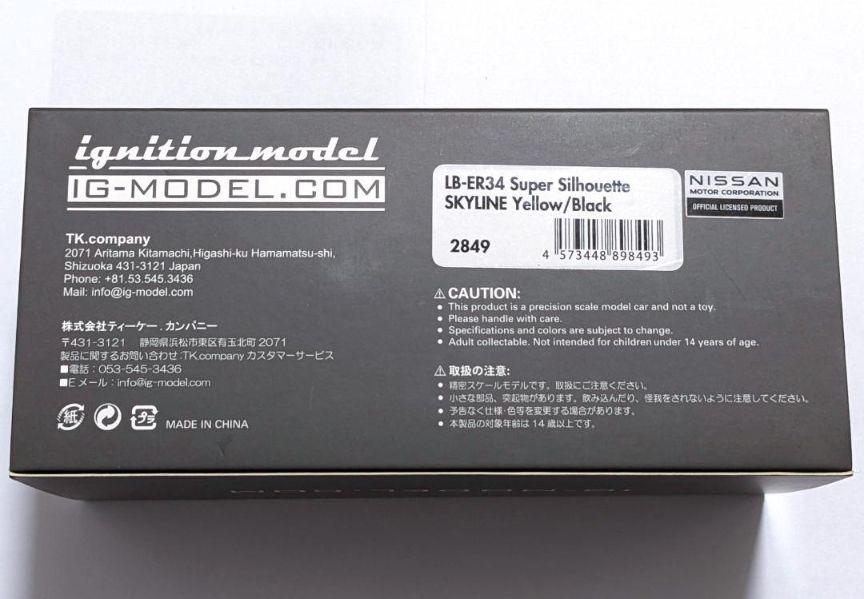 ignition model
IG-MODEL.COM
TK.company
2071 Aritama Kitamachi,Higashi-ku Hamamatsu-shi,
Shizuoka 431-3121 Japan
Phone: +81.53.545.3436
Mail: info@ig-model.com
株式会社ティーケー.カンパニー
〒431-3121 静岡県浜松市東区有玉北町 2071
製品に関するお問い合わせ:TK.company カスタマーサービス
■電話:053-545-3436
■Eメール:info@ig-model.com
紙
プラ
MADE IN CHINA
LB-ER34 Super Silhouette
SKYLINE Yellow/Black
2849
4 573448 898493
NISSAN
MOTOR CORPORATION
OFFICIAL LICENSED PRODUCT
⚠CAUTION:
● This product is a precision scale model car and not a toy.
● Please handle with care.
● Specifications and colors are subject to change.
● Adult collectable. Not intended for children under 14 years of age.
⚠取扱の注意:
● 精密スケールモデルです。取扱にご注意ください。
● 小さな部品、突起物があります。飲み込んだり、怪我をされないように注意してください。
● 予告なく仕様・色等を変更する場合があります。
● 本製品の対象年齢は 14 歳以上です。